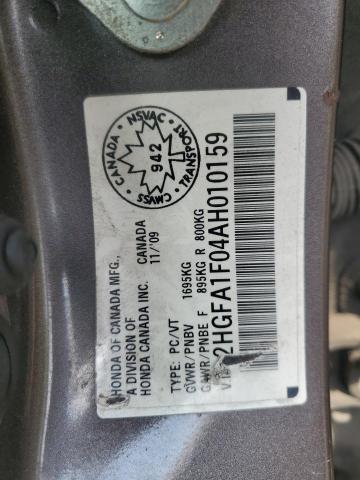 HONDA OF CANADA MFG.,
A DIVISION OF
HONDA CANADA INC. CANADA
11/'09
TYPE: PC/VT
GVWR/PNBV 1695KG
GAWR/PNBE F 895KG R 800KG
2HGFA1F04AH010159
CANADA • NSVAC • TRANSPORT • CMVSS •
942